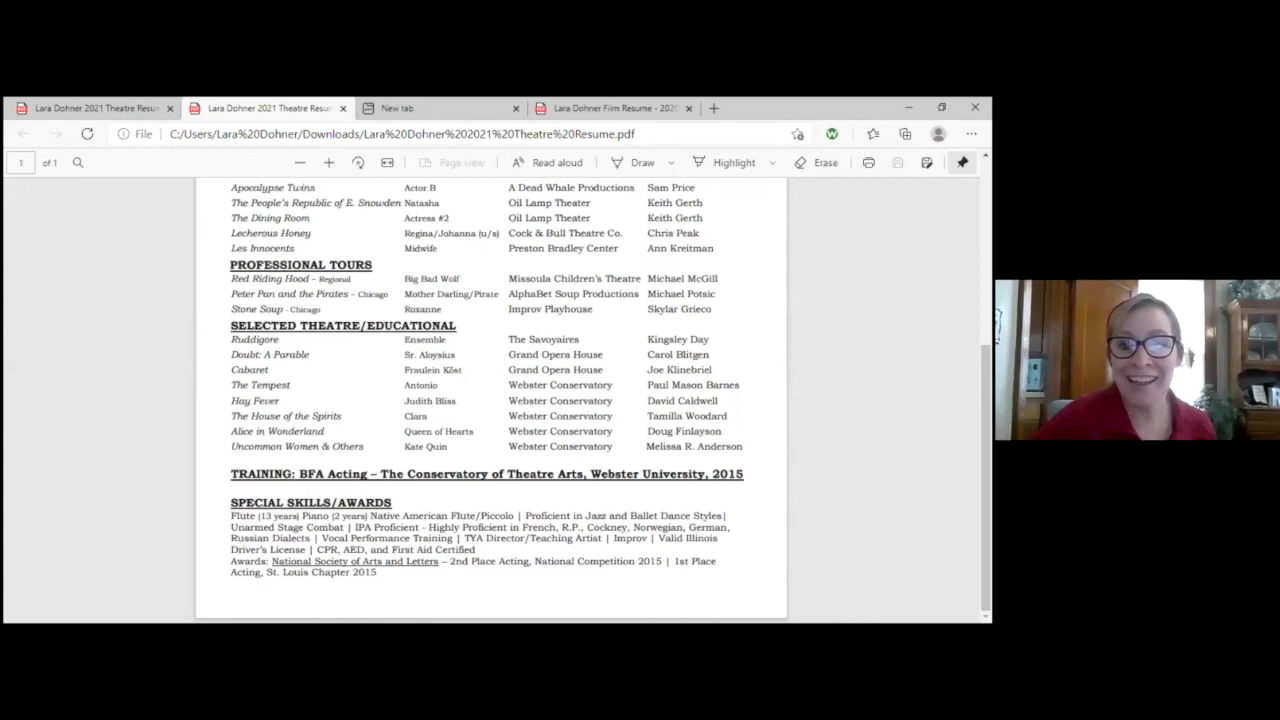 Lara Dohner 2021 Theatre Resu
Lara Dohner 2021 Theatre Resu
New tab
Lara Dohner Film Resume - 202
File C:/Users/Lara%20Dohner/Downloads/Lara%20Dohner%202021%20Theatre%20Resume.pdf
1 of 1 Page view Read aloud Draw Highlight Erase
Apocalypse Twins Actor B A Dead Whale Productions Sam Price
The People's Republic of E. Snowden Natasha Oil Lamp Theater Keith Gerth
The Dining Room Actress #2 Oil Lamp Theater Keith Gerth
Lecherous Honey Regina/Johanna (u/s) Cock & Bull Theatre Co. Chris Peak
Les Innocents Midwife Preston Bradley Center Ann Kreitman
PROFESSIONAL TOURS
Red Riding Hood - Regional Big Bad Wolf Missoula Children's Theatre Michael McGill
Peter Pan and the Pirates - Chicago Mother Darling/Pirate AlphaBet Soup Productions Michael Potsic
Stone Soup - Chicago Roxanne Improv Playhouse Skylar Grieco
SELECTED THEATRE/EDUCATIONAL
Ruddigore Ensemble The Savoyaires Kingsley Day
Doubt: A Parable Sr. Aloysius Grand Opera House Carol Blitgen
Cabaret Fraulein Köst Grand Opera House Joe Klinebriel
The Tempest Antonio Webster Conservatory Paul Mason Barnes
Hay Fever Judith Bliss Webster Conservatory David Caldwell
The House of the Spirits Clara Webster Conservatory Tamilla Woodard
Alice in Wonderland Queen of Hearts Webster Conservatory Doug Finlayson
Uncommon Women & Others Kate Quin Webster Conservatory Melissa R. Anderson
TRAINING: BFA Acting – The Conservatory of Theatre Arts, Webster University, 2015
SPECIAL SKILLS/AWARDS
Flute (13 years) Piano (2 years) Native American Flute/Piccolo | Proficient in Jazz and Ballet Dance Styles|
Unarmed Stage Combat | IPA Proficient - Highly Proficient in French, R.P., Cockney, Norwegian, German,
Russian Dialects | Vocal Performance Training | TYA Director/Teaching Artist | Improv | Valid Illinois
Driver's License | CPR, AED, and First Aid Certified
Awards: National Society of Arts and Letters – 2nd Place Acting, National Competition 2015 | 1st Place
Acting, St. Louis Chapter 2015